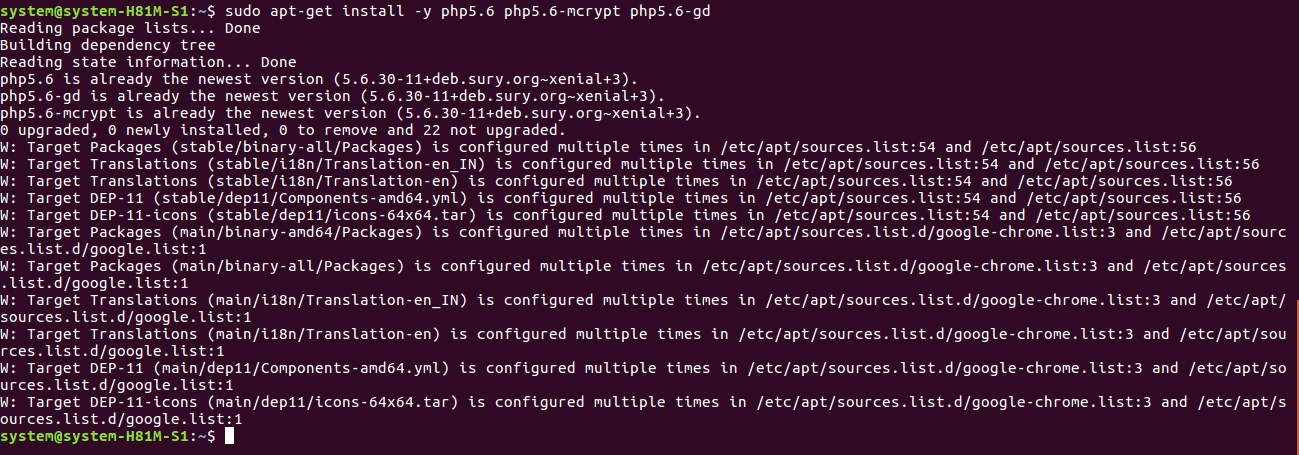 system@system-H81M-S1:~$ sudo apt-get install -y php5.6 php5.6-mcrypt php5.6-gd
Reading package lists... Done
Building dependency tree
Reading state information... Done
php5.6 is already the newest version (5.6.30-11+deb.sury.org~xenial+3).
php5.6-gd is already the newest version (5.6.30-11+deb.sury.org~xenial+3).
php5.6-mcrypt is already the newest version (5.6.30-11+deb.sury.org~xenial+3).
0 upgraded, 0 newly installed, 0 to remove and 22 not upgraded.
W: Target Packages (stable/binary-all/Packages) is configured multiple times in /etc/apt/sources.list:54 and /etc/apt/sources.list:56
W: Target Translations (stable/i18n/Translation-en_IN) is configured multiple times in /etc/apt/sources.list:54 and /etc/apt/sources.list:56
W: Target Translations (stable/i18n/Translation-en) is configured multiple times in /etc/apt/sources.list:54 and /etc/apt/sources.list:56
W: Target DEP-11 (stable/dep11/Components-amd64.yml) is configured multiple times in /etc/apt/sources.list:54 and /etc/apt/sources.list:56
W: Target DEP-11-icons (stable/dep11/icons-64x64.tar) is configured multiple times in /etc/apt/sources.list:54 and /etc/apt/sources.list:56
W: Target Packages (main/binary-amd64/Packages) is configured multiple times in /etc/apt/sources.list.d/google-chrome.list:3 and /etc/apt/sourc
es.list.d/google.list:1
W: Target Packages (main/binary-all/Packages) is configured multiple times in /etc/apt/sources.list.d/google-chrome.list:3 and /etc/apt/sources
.list.d/google.list:1
W: Target Translations (main/i18n/Translation-en_IN) is configured multiple times in /etc/apt/sources.list.d/google-chrome.list:3 and /etc/apt/
sources.list.d/google.list:1
W: Target Translations (main/i18n/Translation-en) is configured multiple times in /etc/apt/sources.list.d/google-chrome.list:3 and /etc/apt/sou
rces.list.d/google.list:1
W: Target DEP-11 (main/dep11/Components-amd64.yml) is configured multiple times in /etc/apt/sources.list.d/google-chrome.list:3 and /etc/apt/so
urces.list.d/google.list:1
W: Target DEP-11-icons (main/dep11/icons-64x64.tar) is configured multiple times in /etc/apt/sources.list.d/google-chrome.list:3 and /etc/apt/s
ources.list.d/google.list:1
system@system-H81M-S1:~$